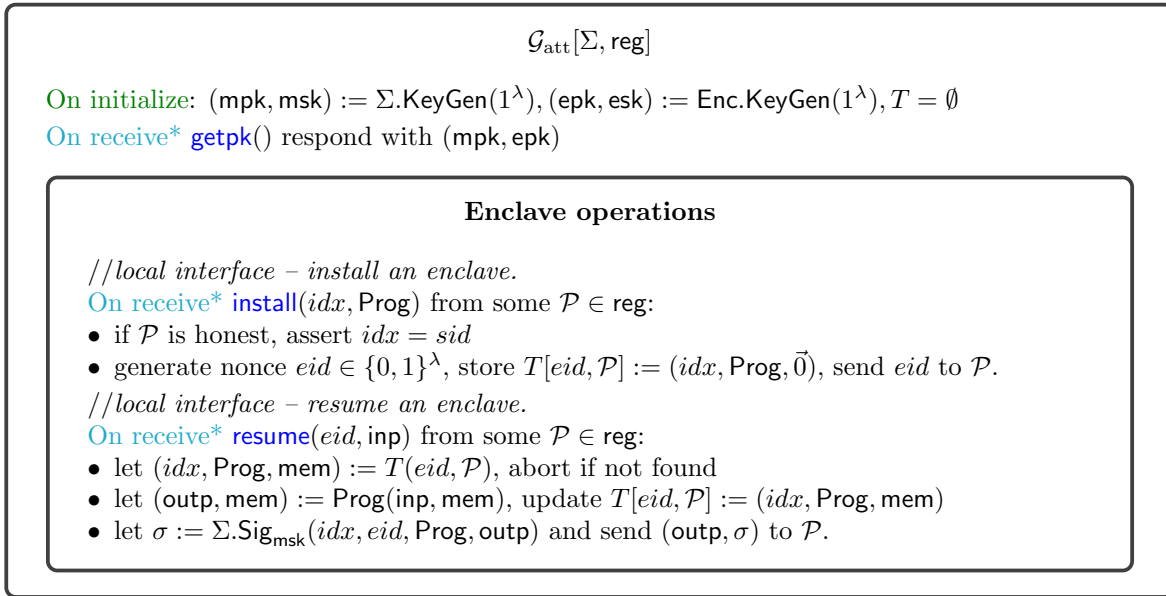 𝒢att[Σ, reg]
On initialize: (mpk, msk) := Σ.KeyGen(1^λ), (epk, esk) := Enc.KeyGen(1^λ), T = ∅
On receive* getpk() respond with (mpk, epk)
Enclave operations
//local interface – install an enclave.
On receive* install(idx, Prog) from some 𝒫 ∈ reg:
• if 𝒫 is honest, assert idx = sid
• generate nonce eid ∈ {0, 1}^λ, store T[eid, 𝒫] := (idx, Prog, 0⃗), send eid to 𝒫.
//local interface – resume an enclave.
On receive* resume(eid, inp) from some 𝒫 ∈ reg:
• let (idx, Prog, mem) := T(eid, 𝒫), abort if not found
• let (outp, mem) := Prog(inp, mem), update T[eid, 𝒫] := (idx, Prog, mem)
• let σ := Σ.Sig_msk(idx, eid, Prog, outp) and send (outp, σ) to 𝒫.